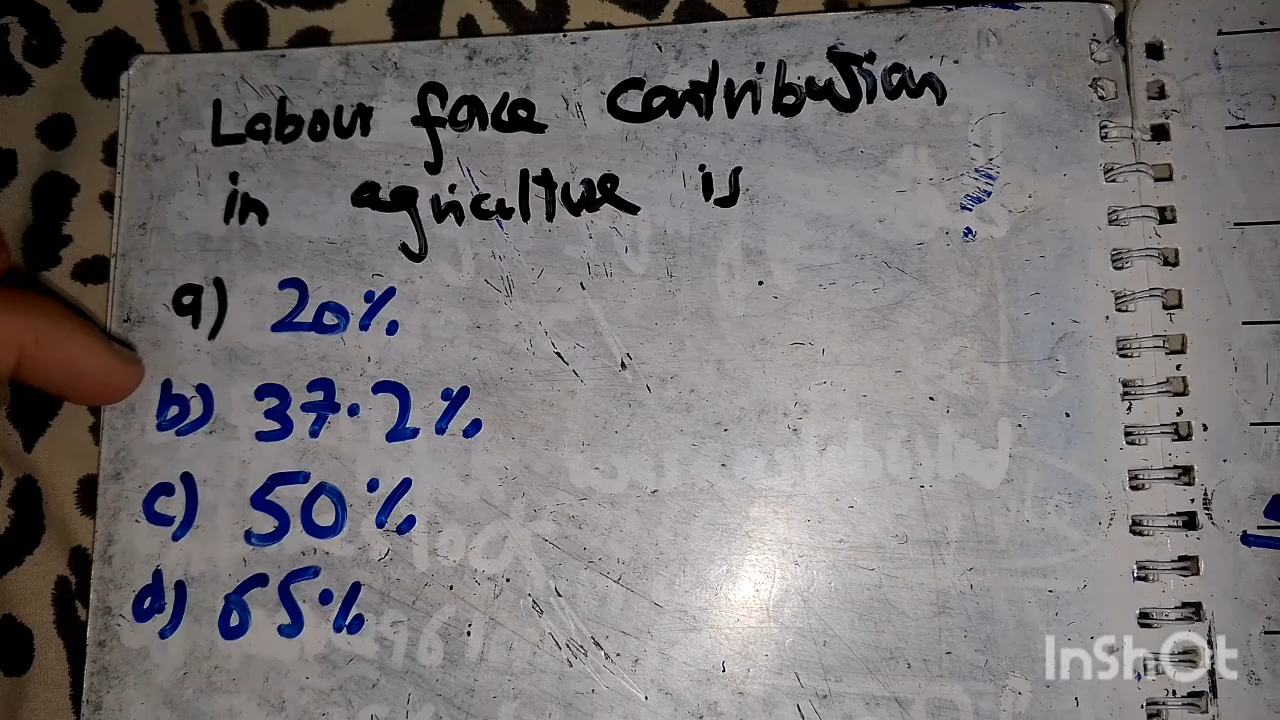 Labour force contribution
in agriculture is
a) 20%
b) 37.2%
c) 50%
d) 65%
InShOt